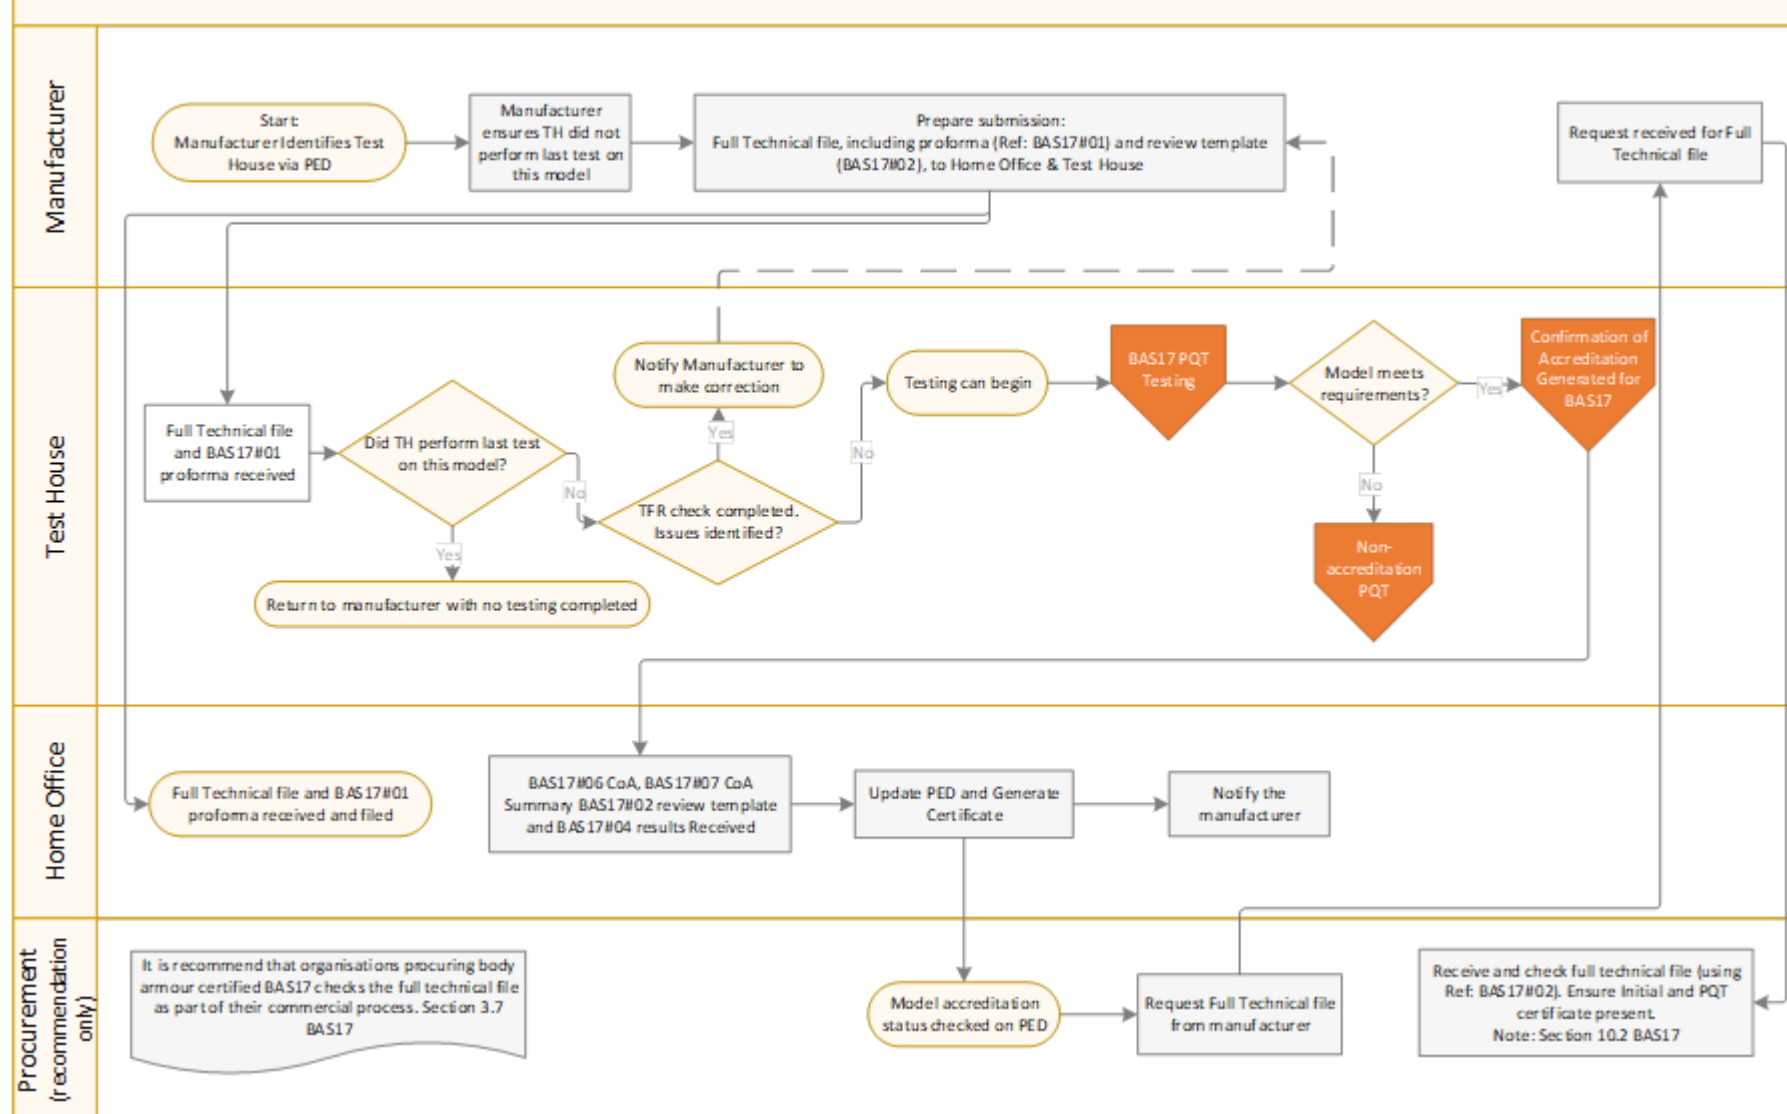 Manufacturer
Start:
Manufacturer Identifies Test
House via PED
Manufacturer
ensures TH did not
perform last test on
this model
Prepare submission:
Full Technical file, including proforma (Ref: BAS17#01) and review template
(BAS17#02), to Home Office & Test House
Request received for Full
Technical file
Test House
Full Technical file
and BAS17#01
proforma received
Did TH perform last test
on this model?
Yes
No
Return to manufacturer with no testing completed
TFR check completed.
Issues identified?
Yes
No
Notify Manufacturer to
make correction
Testing can begin
BAS17 PQT
Testing
Model meets
requirements?
Yes
No
Confirmation of
Accreditation
Generated for
BAS17
Non-
accreditation
PQT
Home Office
Full Technical file and BAS17#01
proforma received and filed
BAS17#06 CoA, BAS17#07 CoA
Summary BAS17#02 review template
and BAS17#04 results Received
Update PED and Generate
Certificate
Notify the
manufacturer
Procurement
(recommendation
only)
It is recommend that organisations procuring body
armour certified BAS17 checks the full technical file
as part of their commercial process. Section 3.7
BAS17
Model accreditation
status checked on PED
Request Full Technical file
from manufacturer
Receive and check full technical file (using
Ref: BAS17#02). Ensure Initial and PQT
certificate present.
Note: Section 10.2 BAS17